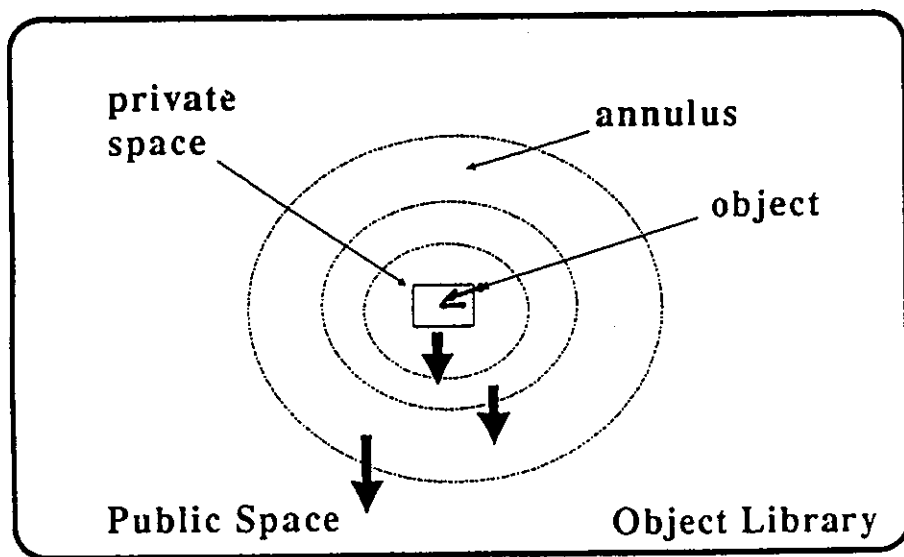 private
space
annulus
object
Public Space
Object Library